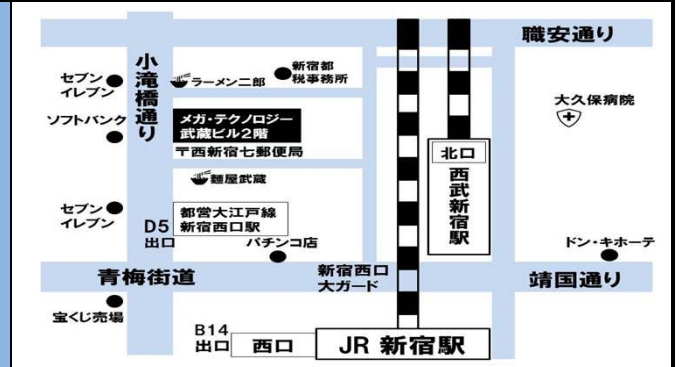 職安通り
小滝橋通り
セブン
イレブン
ラーメン二郎
新宿都
税事務所
ソフトバンク
メガ・テクノロジー
武蔵ビル2階
〒西新宿七郵便局
大久保病院
北口
西武新宿駅
麵屋武蔵
セブン
イレブン
D5
出口
都営大江戸線
新宿西口駅
パチンコ店
ドン・キホーテ
青梅街道
新宿西口
大ガード
靖国通り
宝くじ売場
B14
出口
西口
JR 新宿駅